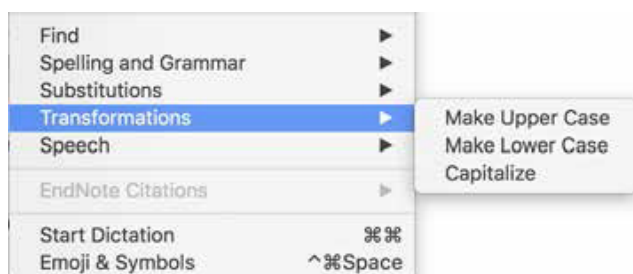 Find ▶
Spelling and Grammar ▶
Substitutions ▶
Transformations ▶
Speech ▶
EndNote Citations ▶
Start Dictation ⌘⌘
Emoji & Symbols ^⌘Space
Make Upper Case
Make Lower Case
Capitalize